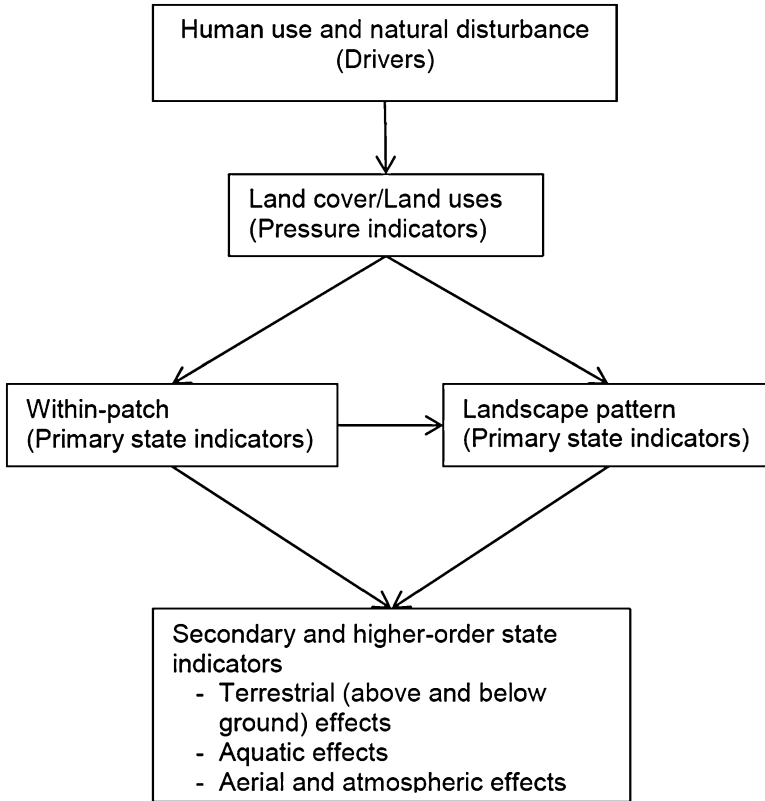 Human use and natural disturbance
(Drivers)
Land cover/Land uses
(Pressure indicators)
Within-patch
(Primary state indicators)
Landscape pattern
(Primary state indicators)
Secondary and higher-order state
indicators
- Terrestrial (above and below
ground) effects
- Aquatic effects
- Aerial and atmospheric effects